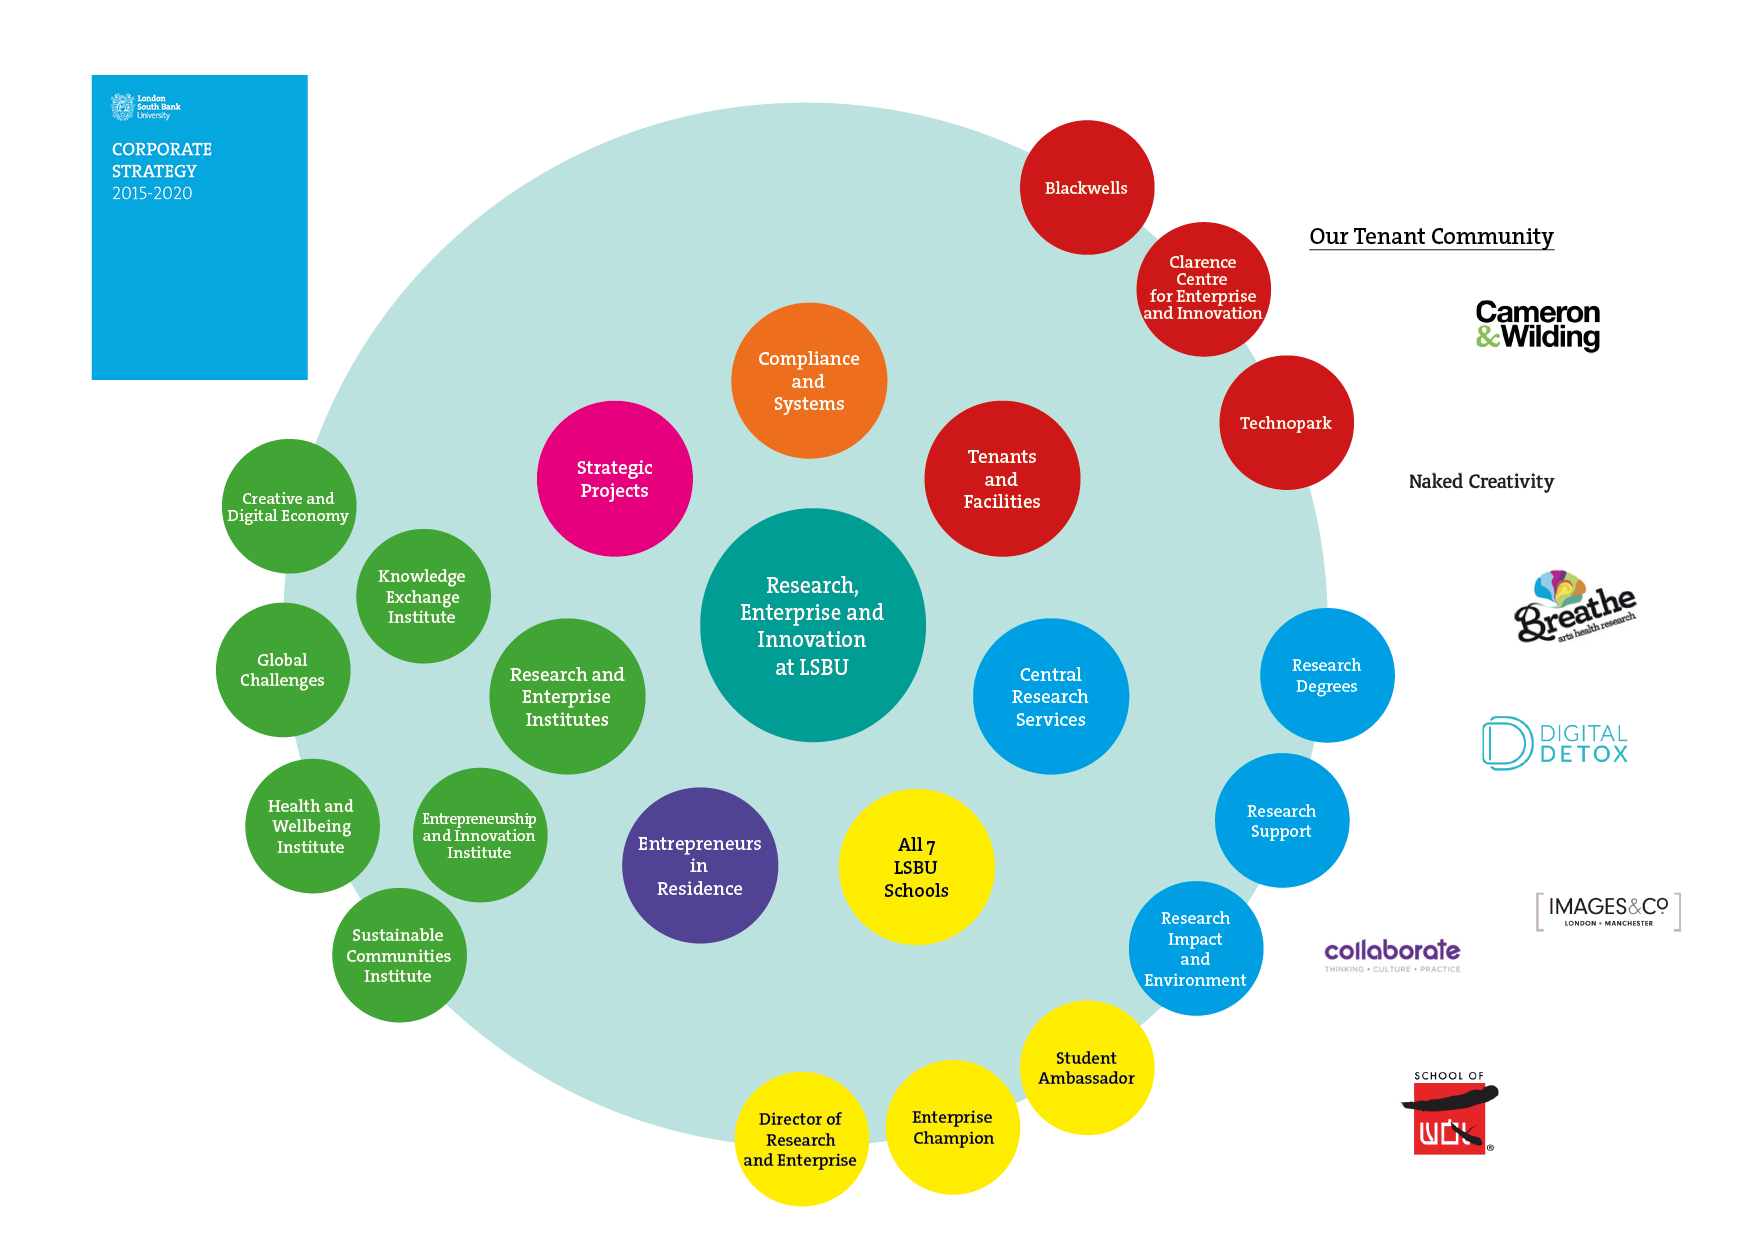 London
South Bank
University
CORPORATE
STRATEGY
2015-2020
Blackwells
Clarence
Centre
for Enterprise
and Innovation
Technopark
Our Tenant Community
Cameron
&Wilding
Naked Creativity
Breathe
arts health research
DIGITAL
DETOX
IMAGES&Co
LONDON • MANCHESTER
collaborate
THINKING • CULTURE • PRACTICE
SCHOOL OF
WOK
®
Compliance
and
Systems
Strategic
Projects
Tenants
and
Facilities
Research,
Enterprise and
Innovation
at LSBU
Creative and
Digital Economy
Knowledge
Exchange
Institute
Global
Challenges
Research and
Enterprise
Institutes
Central
Research
Services
Research
Degrees
Health and
Wellbeing
Institute
Entrepreneurship
and Innovation
Institute
Entrepreneurs
in
Residence
All 7
LSBU
Schools
Research
Support
Sustainable
Communities
Institute
Research
Impact
and
Environment
Student
Ambassador
Director of
Research
and Enterprise
Enterprise
Champion